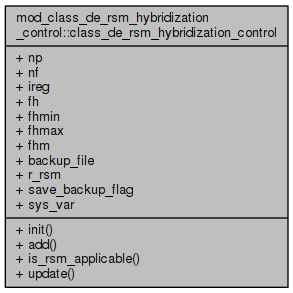 mod_class_de_rsm_hybridization
_control::class_de_rsm_hybridization_control
+ np
+ nf
+ ireg
+ fh
+ fhmin
+ fhmax
+ fhm
+ backup_file
+ r_rsm
+ save_backup_flag
+ sys_var
+ init()
+ add()
+ is_rsm_applicable()
+ update()